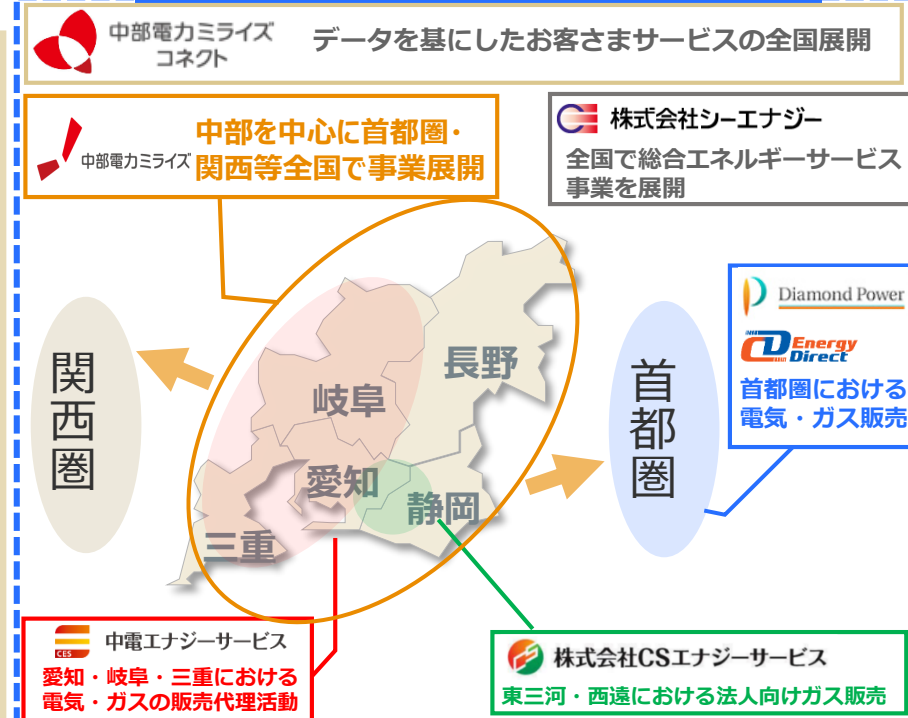 中部電力ミライズ
コネクト
データを基にしたお客さまサービスの全国展開
中部電力ミライズ
中部を中心に首都圏・
関西等全国で事業展開
株式会社シーエナジー
全国で総合エネルギーサービス
事業を展開
Diamond Power
CD Energy
Direct
首都圏における
電気・ガス販売
関西圏
長野
岐阜
愛知
静岡
三重
首都圏
CES
中電エナジーサービス
愛知・岐阜・三重における
電気・ガスの販売代理活動
株式会社CSエナジーサービス
東三河・西遠における法人向けガス販売